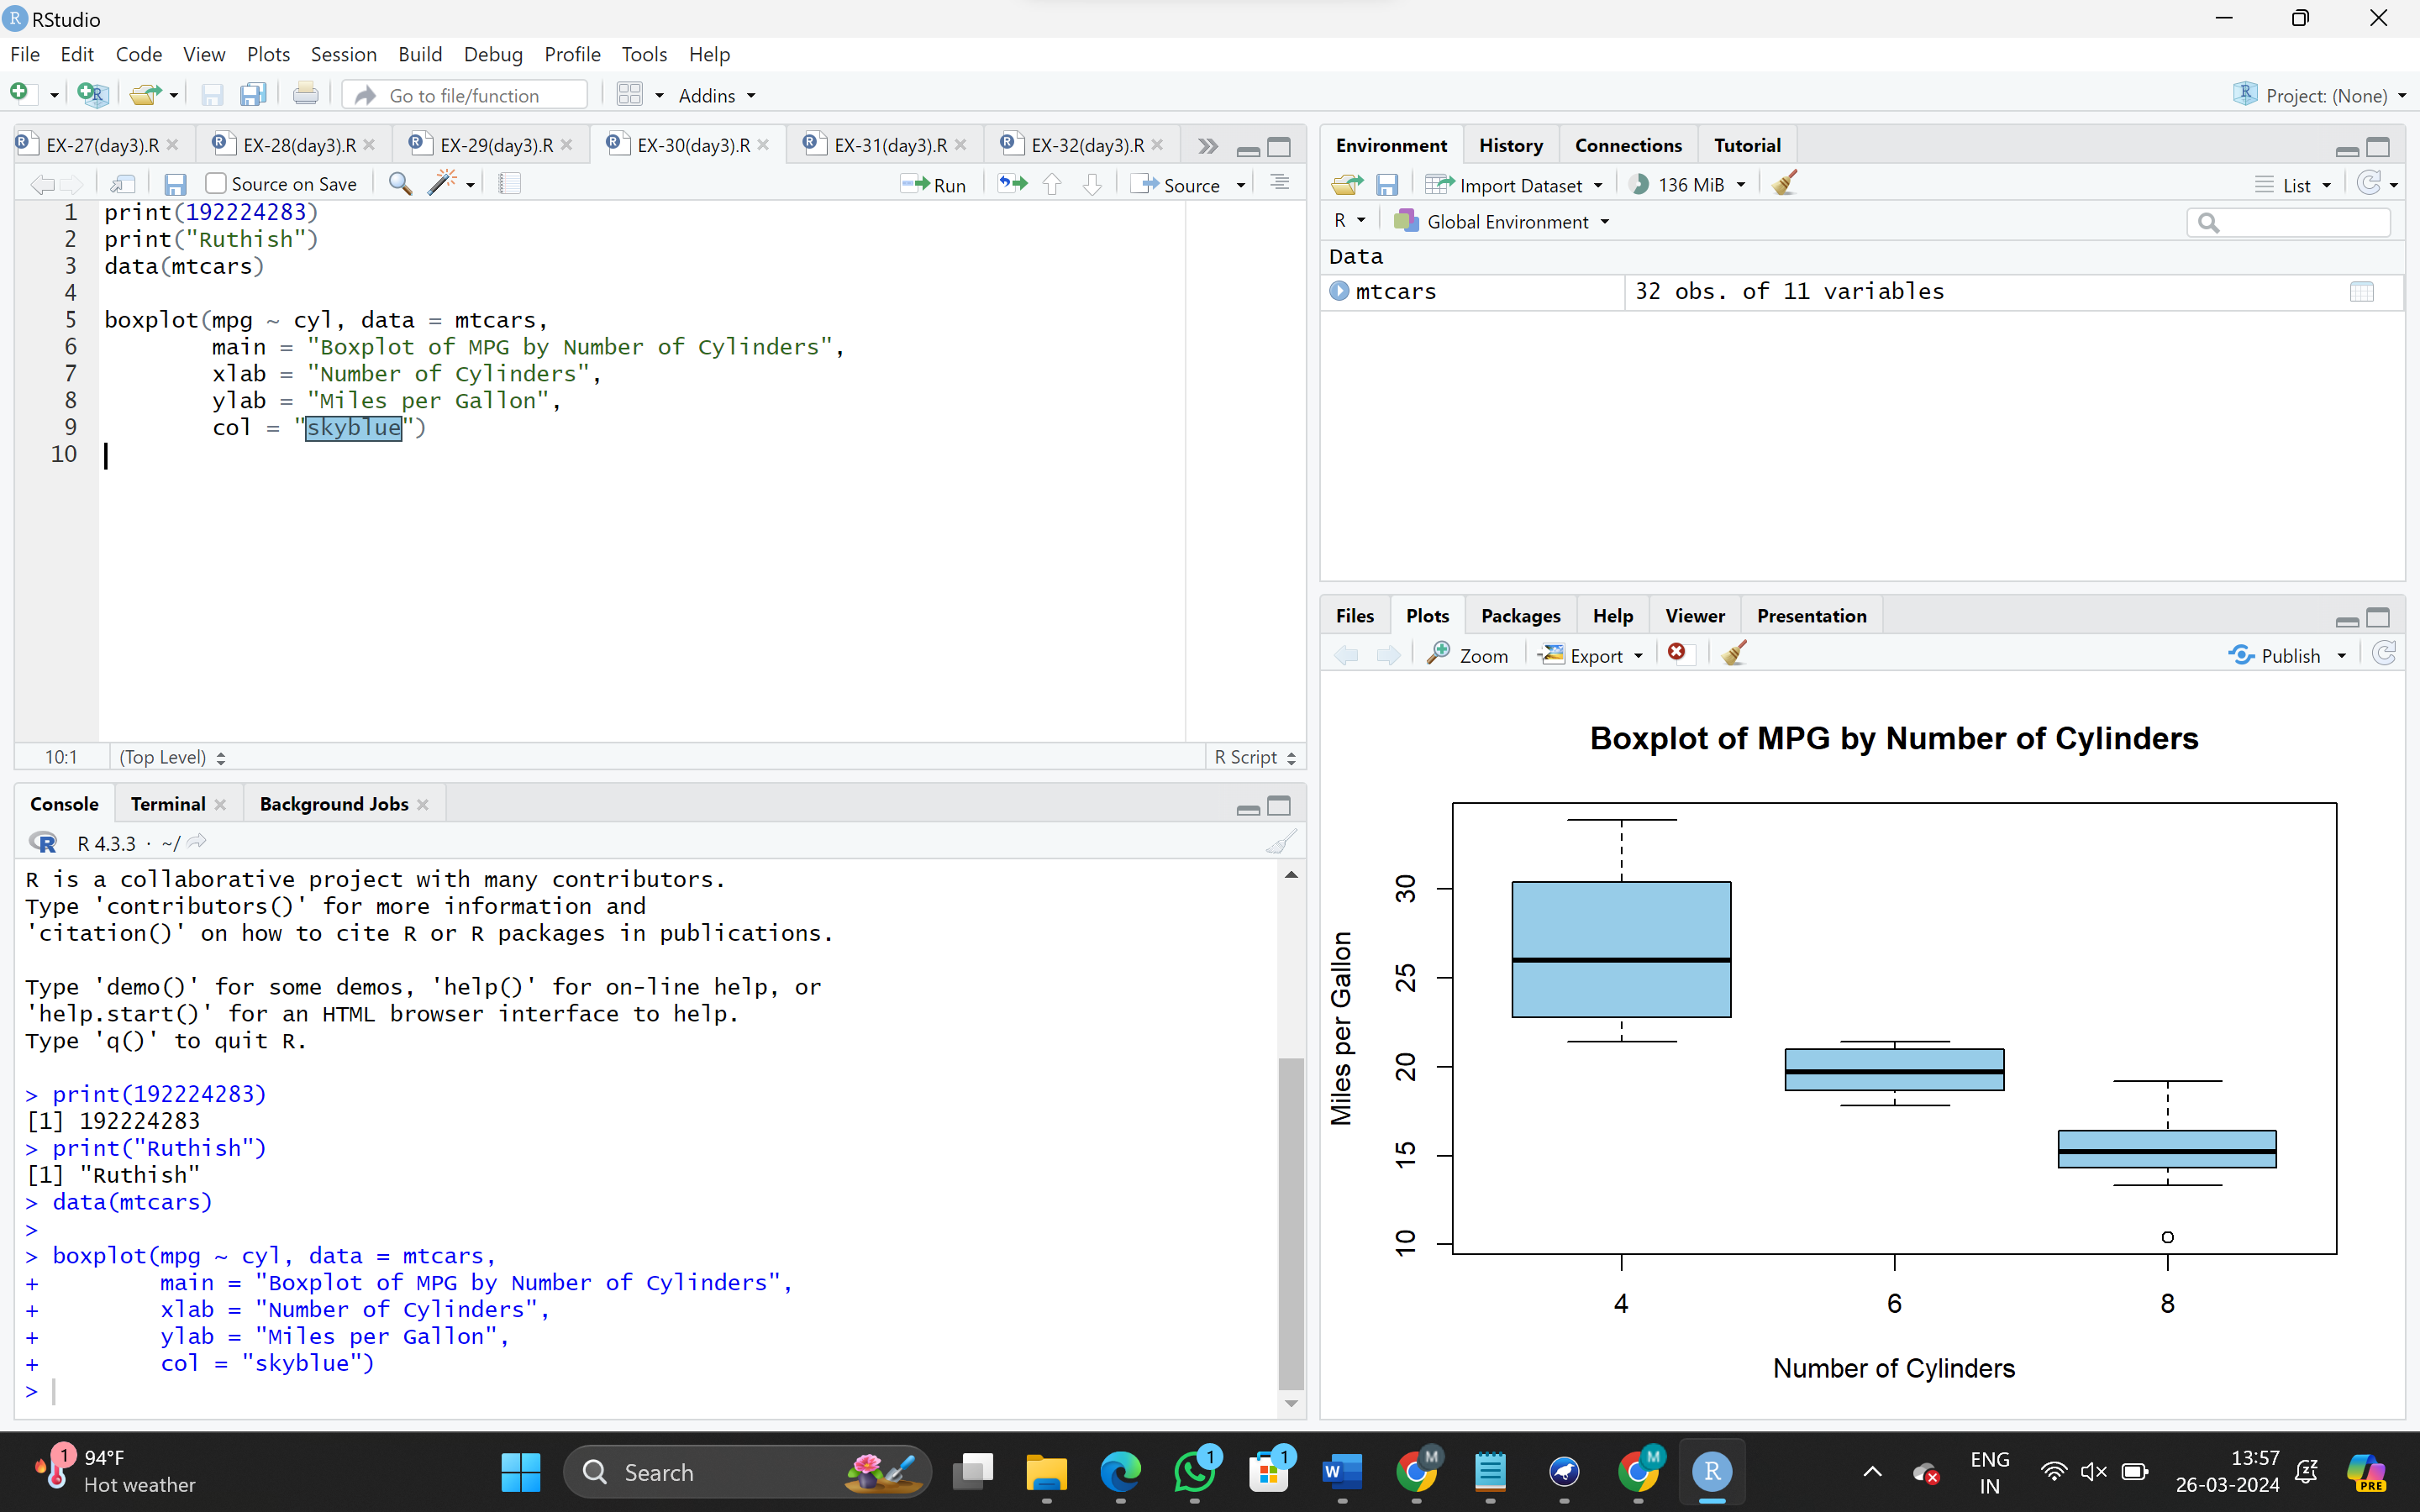 RStudio
File Edit Code View Plots Session Build Debug Profile Tools Help
Go to file/function Addins Project: (None)
EX-27(day3).R EX-28(day3).R EX-29(day3).R EX-30(day3).R EX-31(day3).R EX-32(day3).R
Source on Save Run Source
1 print(192224283)
2 print("Ruthish")
3 data(mtcars)
4
5 boxplot(mpg ~ cyl, data = mtcars,
6 main = "Boxplot of MPG by Number of Cylinders",
7 xlab = "Number of Cylinders",
8 ylab = "Miles per Gallon",
9 col = "skyblue")
10
10:1 (Top Level) R Script
Console Terminal Background Jobs
R 4.3.3 · ~/
R is a collaborative project with many contributors.
Type 'contributors()' for more information and
'citation()' on how to cite R or R packages in publications.
Type 'demo()' for some demos, 'help()' for on-line help, or
'help.start()' for an HTML browser interface to help.
Type 'q()' to quit R.
> print(192224283)
[1] 192224283
> print("Ruthish")
[1] "Ruthish"
> data(mtcars)
>
> boxplot(mpg ~ cyl, data = mtcars,
+ main = "Boxplot of MPG by Number of Cylinders",
+ xlab = "Number of Cylinders",
+ ylab = "Miles per Gallon",
+ col = "skyblue")
>
Environment History Connections Tutorial
Import Dataset 136 MiB List
R Global Environment
Data
mtcars 32 obs. of 11 variables
Files Plots Packages Help Viewer Presentation
Zoom Export Publish
Boxplot of MPG by Number of Cylinders
Miles per Gallon
30
25
20
15
10
4 6 8
Number of Cylinders
1 94°F
Hot weather
Search
1 1 W M M R
ENG
IN
13:57
26-03-2024
PRE